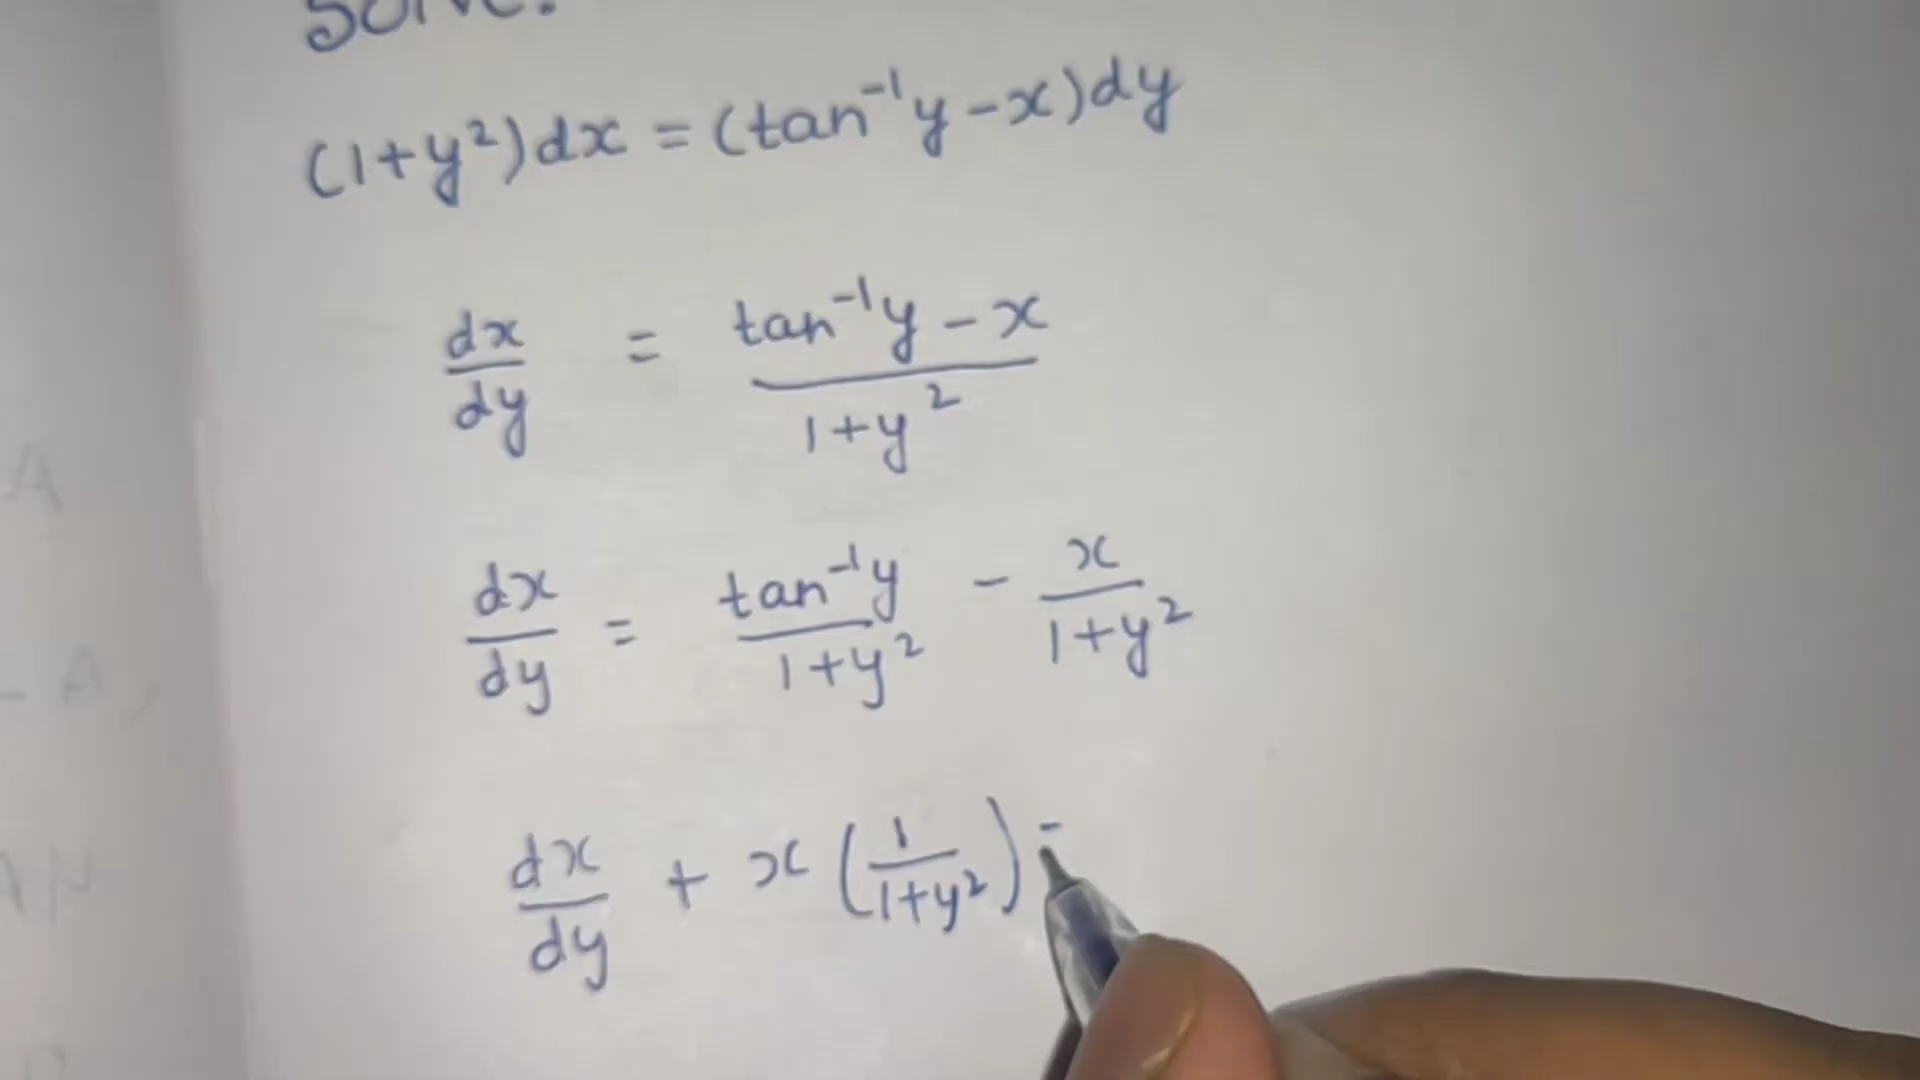 (1+y²)dx = (tan⁻¹y-x)dy
dx/dy = (tan⁻¹y - x)/(1+y²)
dx/dy = tan⁻¹y/(1+y²) - x/(1+y²)
dx/dy + x (1/(1+y²)) =